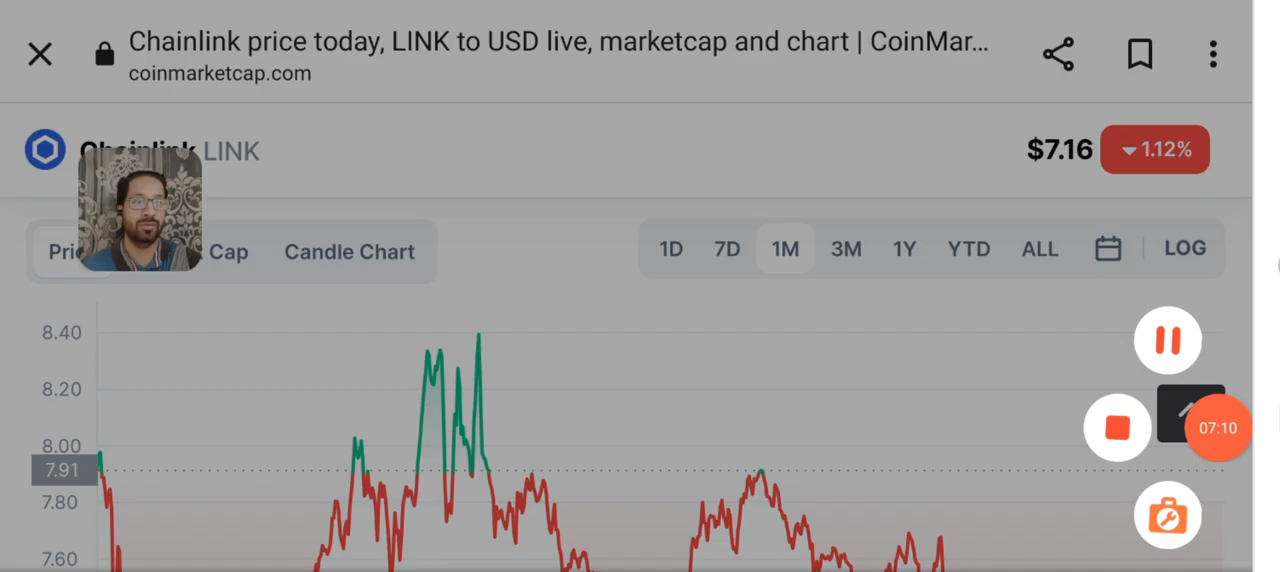 Chainlink price today, LINK to USD live, marketcap and chart | CoinMar...
coinmarketcap.com
Chainlink LINK
$7.16 1.12%
Cap Candle Chart
1D 7D 1M 3M 1Y YTD ALL LOG
8.40
8.20
8.00
7.91
7.80
7.60
07:10